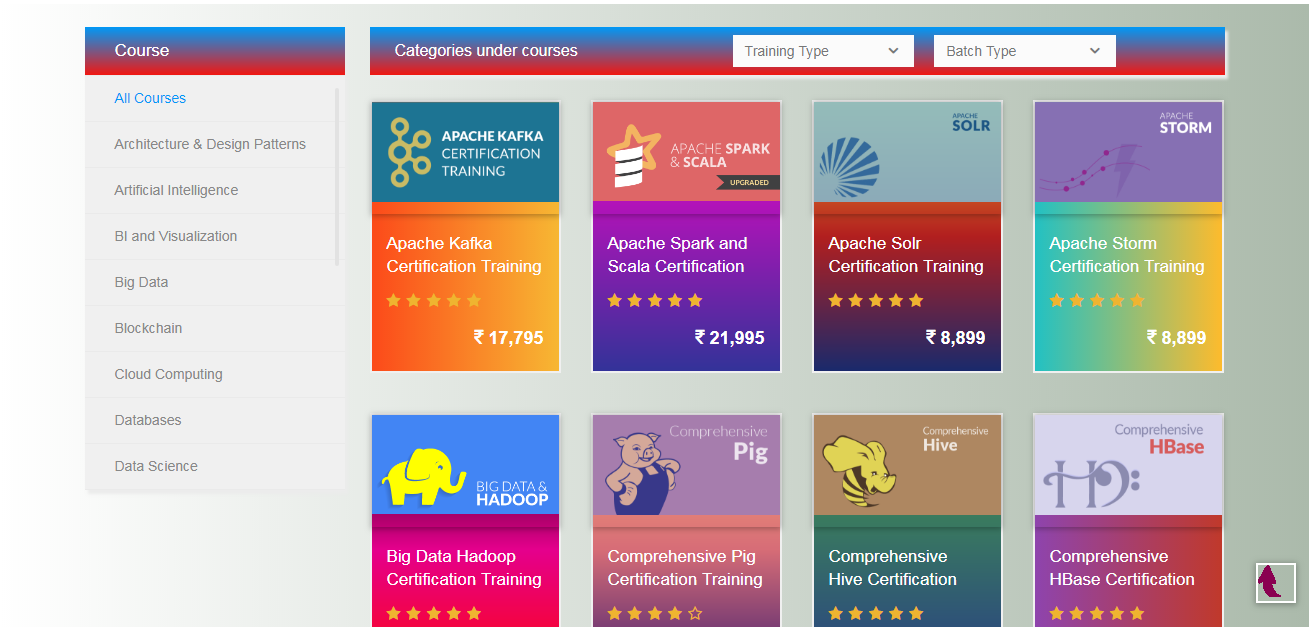 Course
Categories under courses
Training Type
Batch Type
All Courses
Architecture & Design Patterns
Artificial Intelligence
BI and Visualization
Big Data
Blockchain
Cloud Computing
Databases
Data Science
APACHE KAFKA
CERTIFICATION
TRAINING
Apache Kafka
Certification Training
₹ 17,795
APACHE SPARK
& SCALA
UPGRADED
Apache Spark and
Scala Certification
₹ 21,995
APACHE
SOLR
Apache Solr
Certification Training
₹ 8,899
APACHE
STORM
Apache Storm
Certification Training
₹ 8,899
BIG DATA &
HADOOP
Big Data Hadoop
Certification Training
Comprehensive
Pig
Comprehensive Pig
Certification Training
Comprehensive
Hive
Comprehensive
Hive Certification
Comprehensive
HBase
Comprehensive
HBase Certification